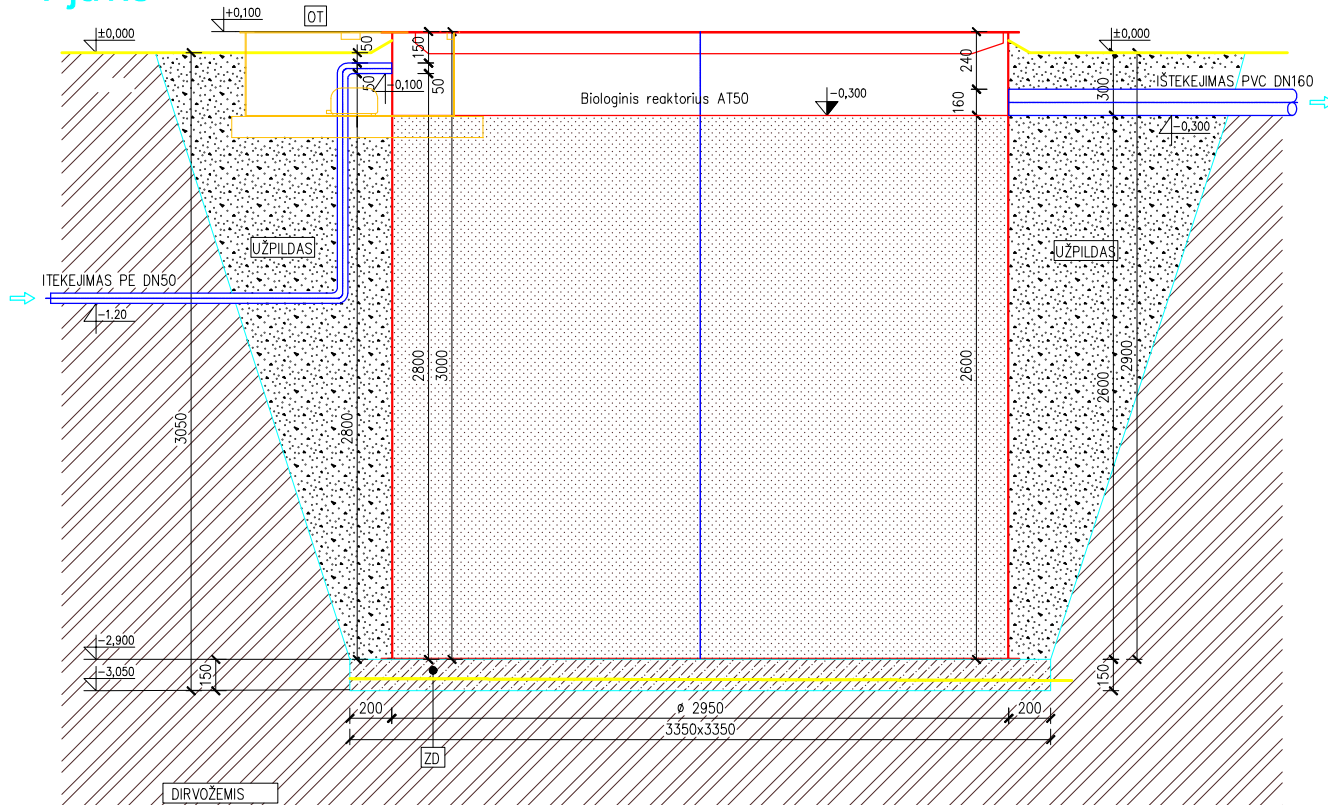 +0,100
OT
±0,000
±0,000
50
150
-0,100
50
50
240
300
IŠTEKEJIMAS PVC DN160
Biologinis reaktorius AT50
-0,300
160
-0,300
UŽPILDAS
UŽPILDAS
ITEKEJIMAS PE DN50
-1.20
3050
2800
2800
3000
2600
2600
2900
-2,900
-3,050
150
150
200
ø 2950
200
3350x3350
ZD
DIRVOŽEMIS